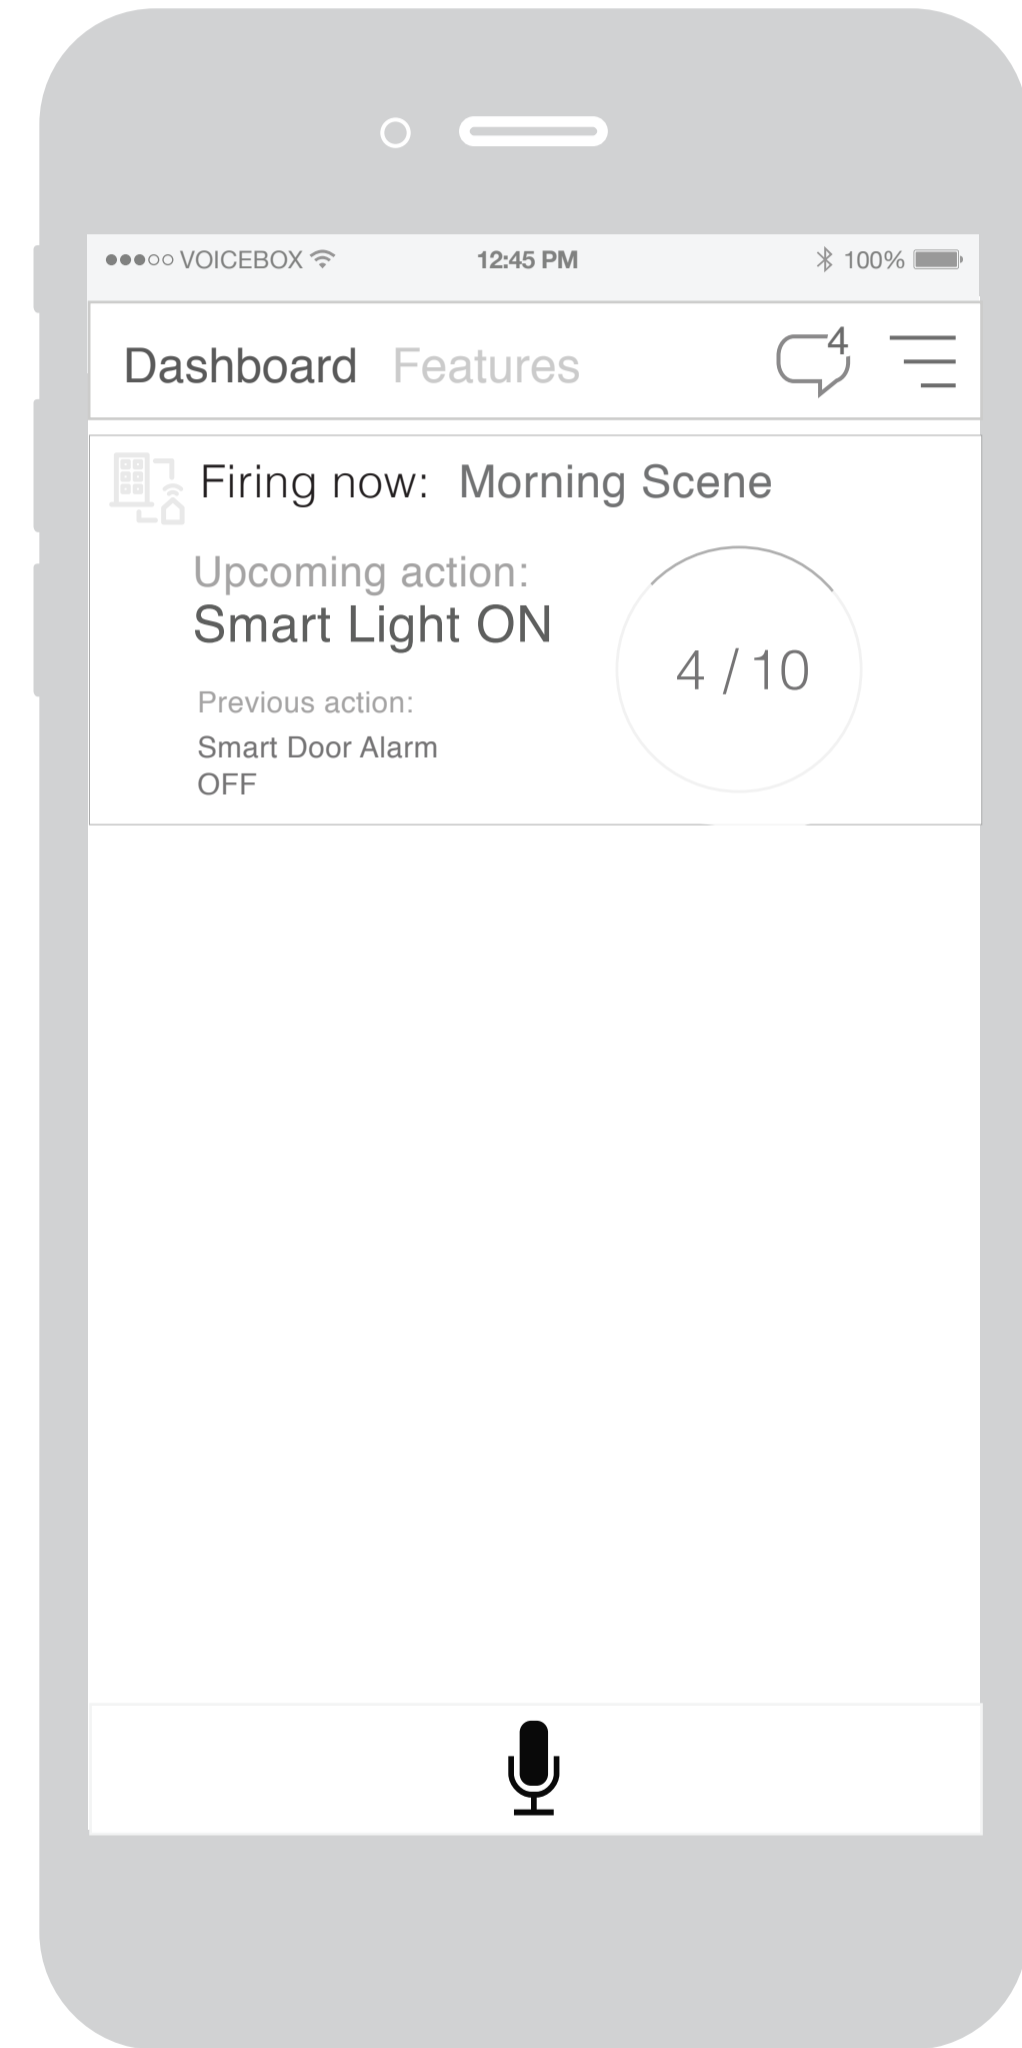 VOICEBOX 12:45 PM 100%
Dashboard Features 4
Firing now: Morning Scene
Upcoming action:
Smart Light ON
4 / 10
Previous action:
Smart Door Alarm
OFF